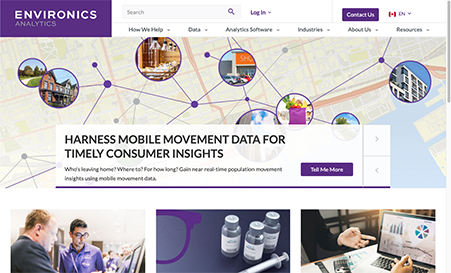 ENVIRONICS
ANALYTICS
Search
Log In
Contact Us
EN
How We Help
Data
Analytics Software
Industries
About Us
Resources
SHO
HARNESS MOBILE MOVEMENT DATA FOR
TIMELY CONSUMER INSIGHTS
Who's leaving home? Where to? For how long? Gain near real-time population movement
insights using mobile movement data.
Tell Me More